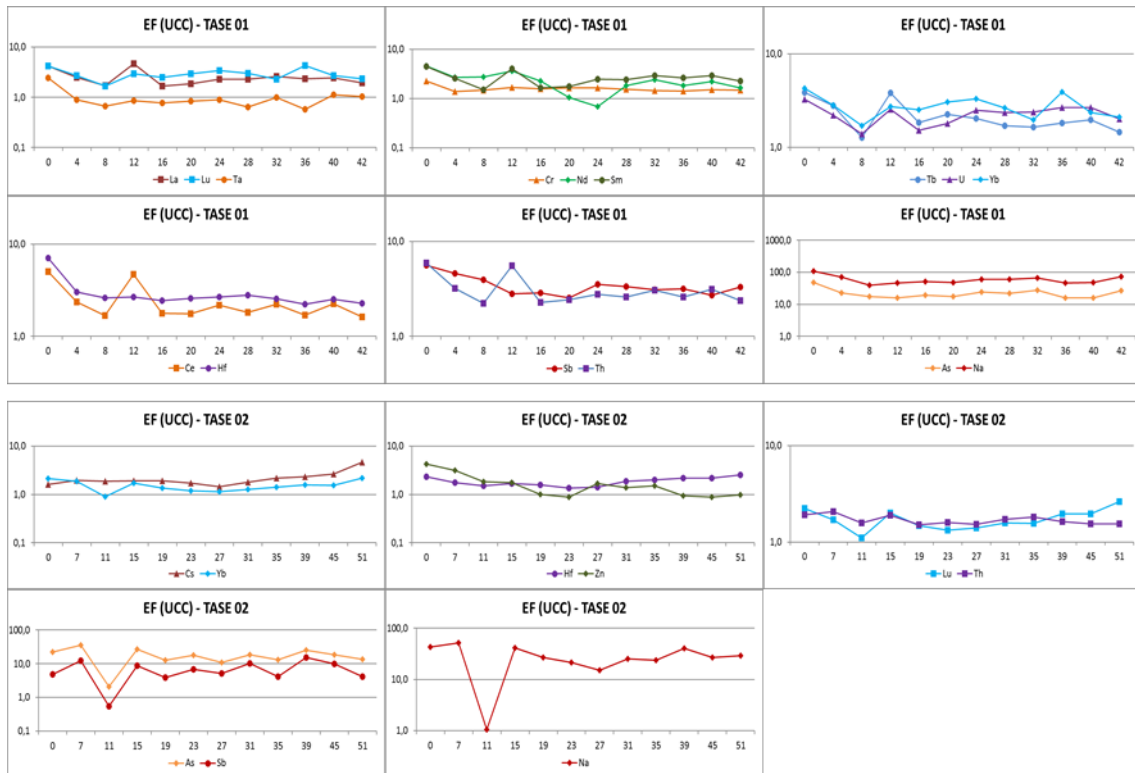 EF (UCC) - TASE 01
10,0
1,0
0,1
0 4 8 12 16 20 24 28 32 36 40 42
La Lu Ta
EF (UCC) - TASE 01
10,0
1,0
0,1
0 4 8 12 16 20 24 28 32 36 40 42
Cr Nd Sm
EF (UCC) - TASE 01
10,0
1,0
0 4 8 12 16 20 24 28 32 36 40 42
Tb U Yb
EF (UCC) - TASE 01
10,0
1,0
0 4 8 12 16 20 24 28 32 36 40 42
Ce Hf
EF (UCC) - TASE 01
10,0
1,0
0 4 8 12 16 20 24 28 32 36 40 42
Sb Th
EF (UCC) - TASE 01
1000,0
100,0
10,0
1,0
0 4 8 12 16 20 24 28 32 36 40 42
As Na
EF (UCC) - TASE 02
10,0
1,0
0,1
0 7 11 15 19 23 27 31 35 39 45 51
Cs Yb
EF (UCC) - TASE 02
10,0
1,0
0,1
0 7 11 15 19 23 27 31 35 39 45 51
Hf Zn
EF (UCC) - TASE 02
10,0
1,0
0 7 11 15 19 23 27 31 35 39 45 51
Lu Th
EF (UCC) - TASE 02
100,0
10,0
1,0
0,1
0 7 11 15 19 23 27 31 35 39 45 51
As Sb
EF (UCC) - TASE 02
100,0
10,0
1,0
0 7 11 15 19 23 27 31 35 39 45 51
Na